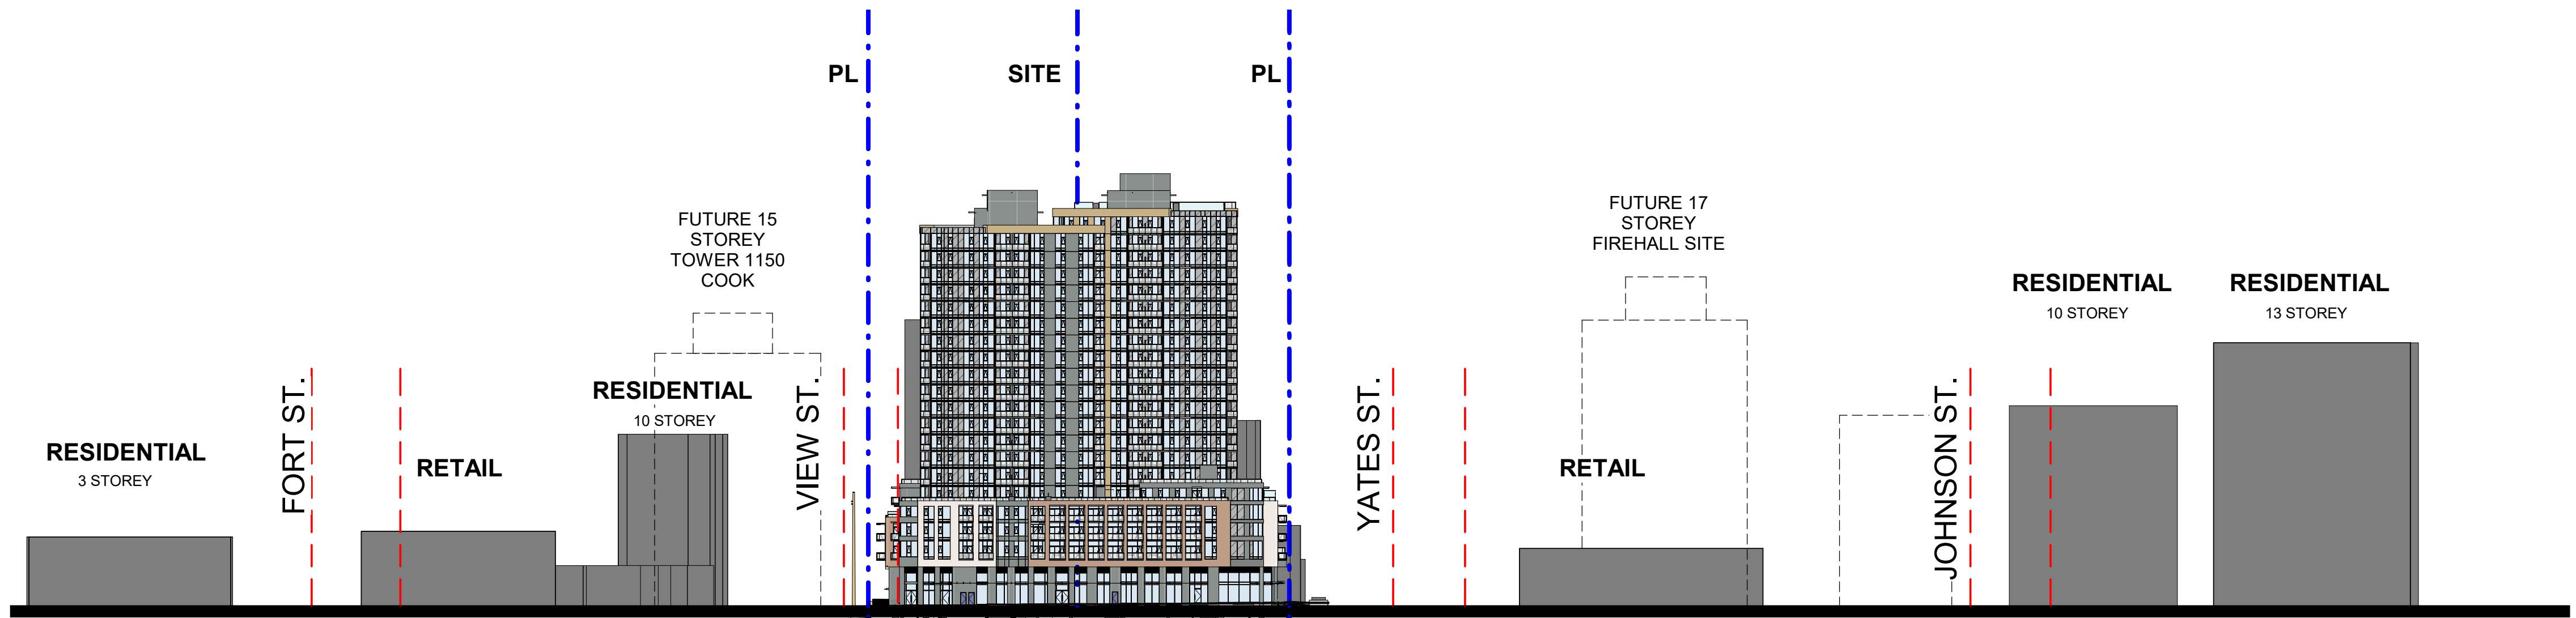 PL
SITE
PL
FUTURE 15
STOREY
TOWER 1150
COOK
FUTURE 17
STOREY
FIREHALL SITE
RESIDENTIAL
10 STOREY
RESIDENTIAL
13 STOREY
RESIDENTIAL
10 STOREY
RESIDENTIAL
3 STOREY
FORT ST.
RETAIL
VIEW ST.
YATES ST.
RETAIL
JOHNSON ST.